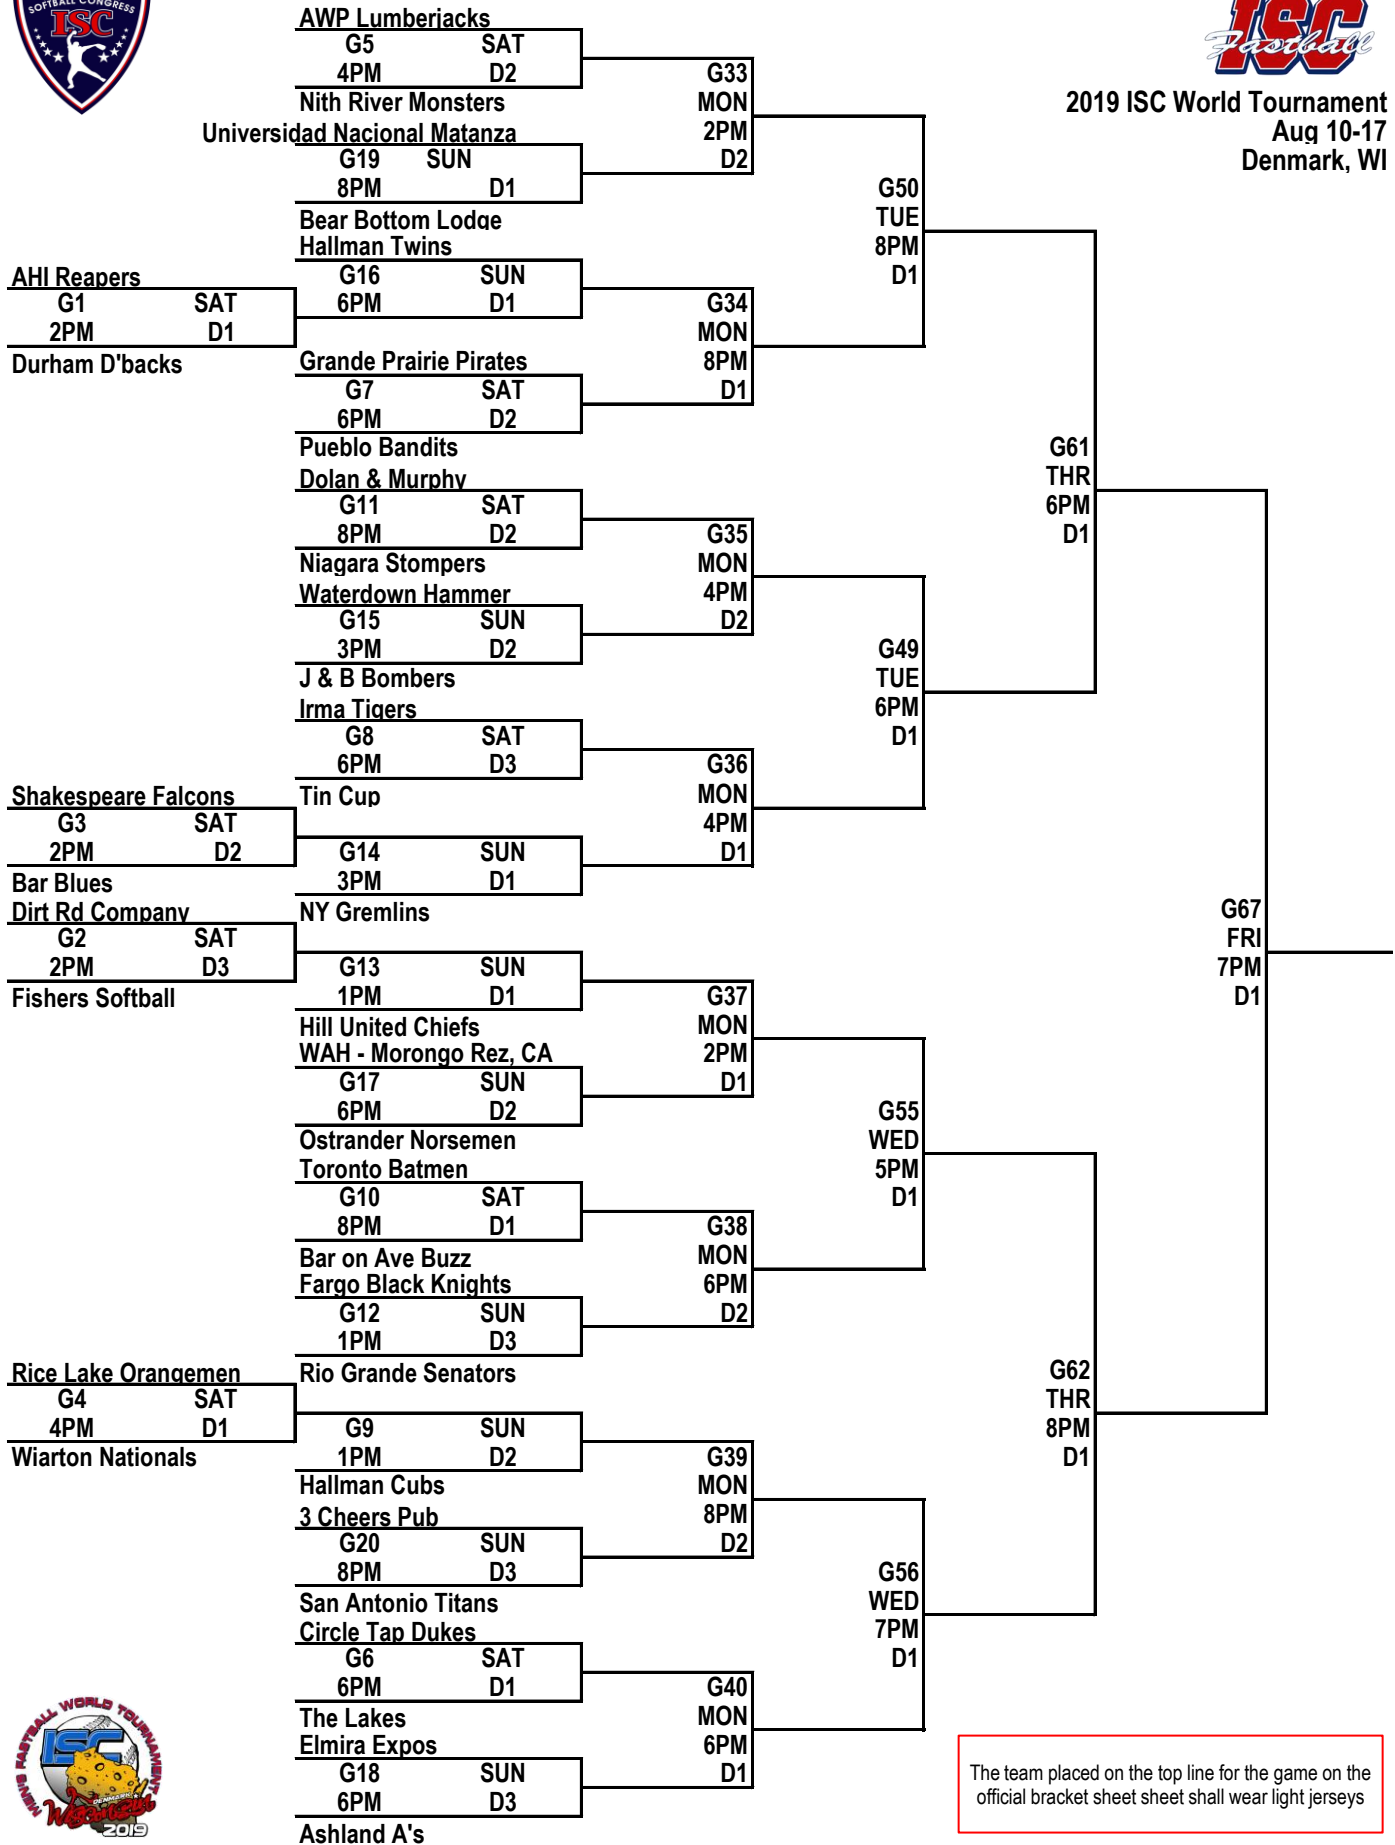 SOFTBALL CONGRESS
ISC
ISC
Fastball
2019 ISC World Tournament
Aug 10-17
Denmark, WI
AWP Lumberjacks
G5 SAT
4PM D2
Nith River Monsters
Universidad Nacional Matanza
G19 SUN
8PM D1
Bear Bottom Lodge
G33
MON
2PM
D2
Hallman Twins
AHI Reapers
G1 SAT
2PM D1
Durham D'backs
G16 SUN
6PM D1
Grande Prairie Pirates
G7 SAT
6PM D2
Pueblo Bandits
G34
MON
8PM
D1
G50
TUE
8PM
D1
Dolan & Murphy
G11 SAT
8PM D2
Niagara Stompers
Waterdown Hammer
G15 SUN
3PM D2
J & B Bombers
G35
MON
4PM
D2
Irma Tigers
G8 SAT
6PM D3
Tin Cup
Shakespeare Falcons
G3 SAT
2PM D2
Bar Blues
G14 SUN
3PM D1
NY Gremlins
G36
MON
4PM
D1
G49
TUE
6PM
D1
G61
THR
6PM
D1
Dirt Rd Company
G2 SAT
2PM D3
Fishers Softball
G13 SUN
1PM D1
Hill United Chiefs
WAH - Morongo Rez, CA
G17 SUN
6PM D2
Ostrander Norsemen
G37
MON
2PM
D1
Toronto Batmen
G10 SAT
8PM D1
Bar on Ave Buzz
Fargo Black Knights
G12 SUN
1PM D3
Rio Grande Senators
G38
MON
6PM
D2
G55
WED
5PM
D1
Rice Lake Orangemen
G4 SAT
4PM D1
Wiarton Nationals
G9 SUN
1PM D2
Hallman Cubs
3 Cheers Pub
G20 SUN
8PM D3
San Antonio Titans
G39
MON
8PM
D2
Circle Tap Dukes
G6 SAT
6PM D1
The Lakes
Elmira Expos
G18 SUN
6PM D3
Ashland A's
G40
MON
6PM
D1
G56
WED
7PM
D1
G62
THR
8PM
D1
G67
FRI
7PM
D1
MEN'S FASTBALL WORLD TOURNAMENT
ISC
DENMARK
Wisconsin
2019
The team placed on the top line for the game on the
official bracket sheet sheet shall wear light jerseys